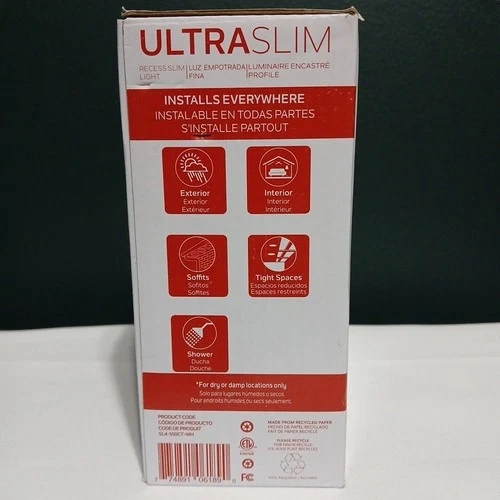 ULTRASLIM
RECESS SLIM LIGHT
LUZ EMPOTRADA FINA
LUMINAIRE ENCASTRÉ PROFILÉ
INSTALLS EVERYWHERE
INSTALABLE EN TODAS PARTES
S'INSTALLE PARTOUT
Exterior
Exterior
Extérieur
Interior
Interior
Intérieur
Soffits
Sofitos
Soffites
Tight Spaces
Espacios reducidos
Espaces restreints
Shower
Ducha
Douche
*For dry or damp locations only
Solo para lugares húmedos o secos
Pour endroits humides ou secs seulement.
PRODUCT CODE
CÓDIGO DE PRODUCTO
CODE DE PRODUIT
7 74891 06189
FC
MADE FROM RECYCLED PAPER
HECHO DE PAPEL RECICLADO
FAIT DE PAPIER RECYCLÉ
PLEASE RECYCLE